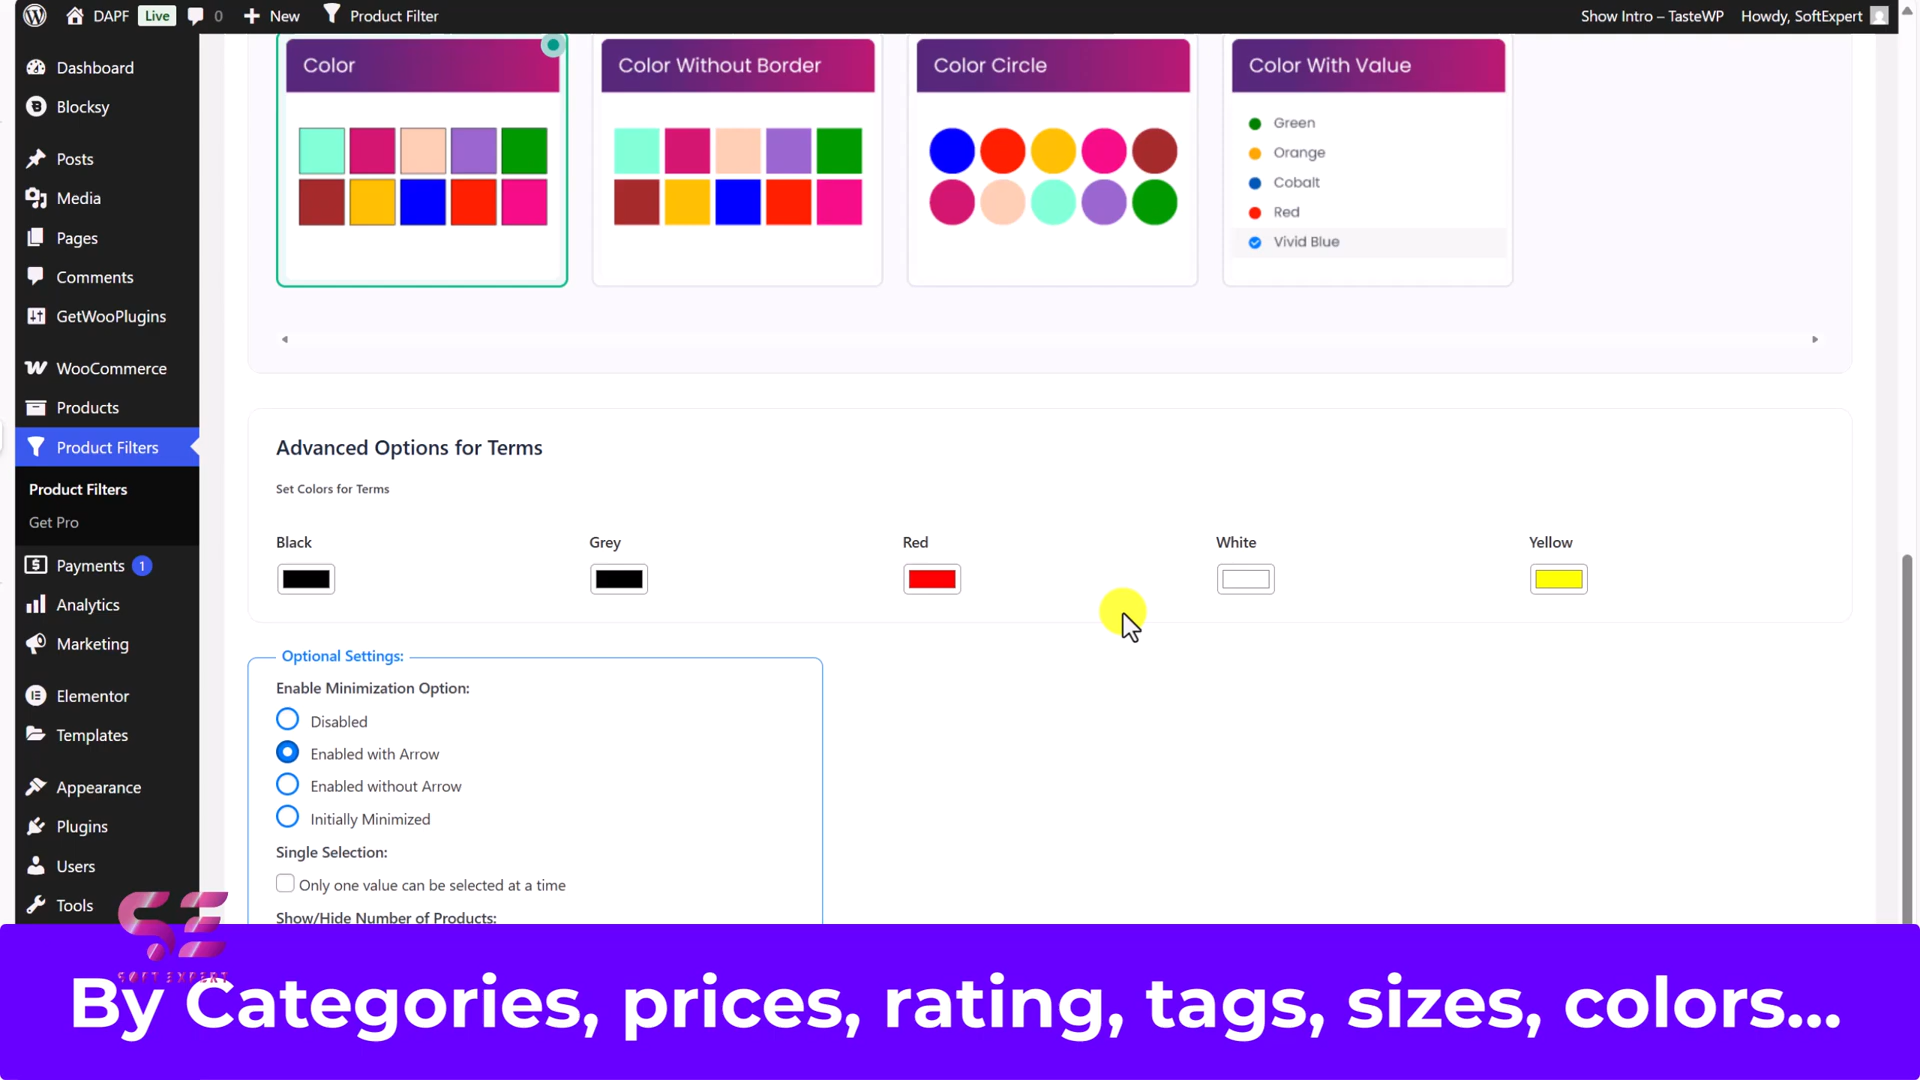 DAPF Live 0 New Product Filter Show Intro – TasteWP Howdy, SoftExpert
Dashboard
Blocksy
Posts
Media
Pages
Comments
GetWooPlugins
WooCommerce
Products
Product Filters
Product Filters
Get Pro
Payments 1
Analytics
Marketing
Elementor
Templates
Appearance
Plugins
Users
Tools
Color
Color Without Border
Color Circle
Color With Value
Green
Orange
Cobalt
Red
Vivid Blue
Advanced Options for Terms
Set Colors for Terms
Black Grey Red White Yellow
Optional Settings:
Enable Minimization Option:
Disabled
Enabled with Arrow
Enabled without Arrow
Initially Minimized
Single Selection:
Only one value can be selected at a time
Show/Hide Number of Products:
SE
SOFT EXPERT
By Categories, prices, rating, tags, sizes, colors...